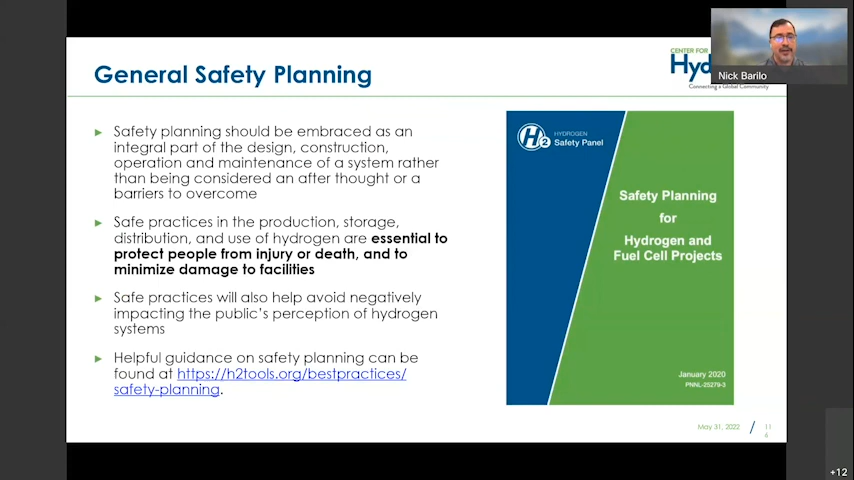 Nick Barilo
CENTER FOR
Hyd
Connecting a Global Community
General Safety Planning
► Safety planning should be embraced as an
integral part of the design, construction,
operation and maintenance of a system rather
than being considered an after thought or a
barriers to overcome
► Safe practices in the production, storage,
distribution, and use of hydrogen are essential to
protect people from injury or death, and to
minimize damage to facilities
► Safe practices will also help avoid negatively
impacting the public's perception of hydrogen
systems
► Helpful guidance on safety planning can be
found at https://h2tools.org/bestpractices/
safety-planning.
H2
HYDROGEN
Safety Panel
Safety Planning
for
Hydrogen and
Fuel Cell Projects
January 2020
PNNL-25279-3
May 31, 2022
11
6
+12